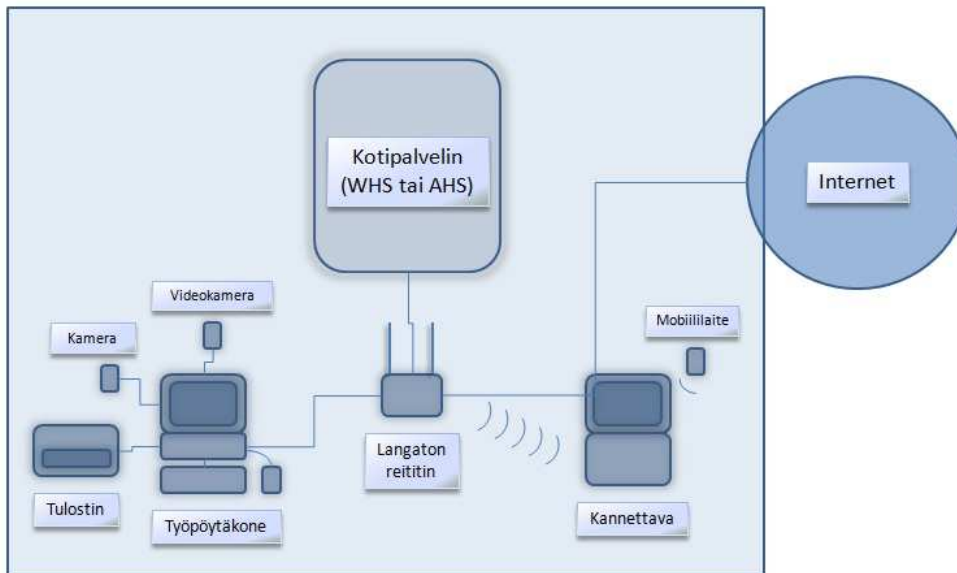 Kotipalvelin
(WHS tai AHS)
Internet
Videokamera
Mobiililaite
Kamera
Langaton
reititin
Tulostin
Työpöytäkone
Kannettava